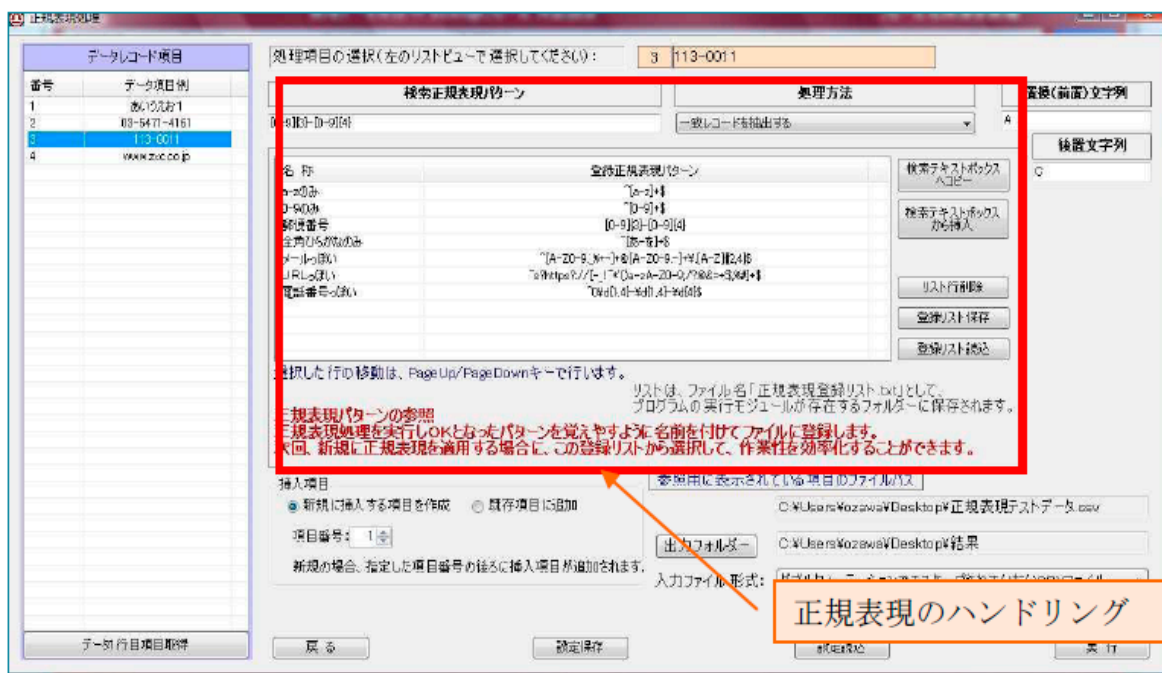 正規表現処理
データレコード項目
処理項目の選択(左のリストビューで選択してください):
3 113-0011
番号 データ項目例
1 あいうえお1
2 03-5471-4161
3 113-0011
4
検索正規表現パターン 処理方法 置換(前置)文字列
[0-9]{3}-[0-9]{4} 一致レコードを抽出する A
後置文字列
C
名 称 登録正規表現パターン
a-zのみ ^[a-z]+$
0-9のみ ^[0-9]+$
郵便番号 [0-9]{3}-[0-9]{4}
全角ひらがなのみ
メールっぽい
URLっぽい
電話番号っぽい
検索テキストボックス
へコピー
検索テキストボックス
から挿入
リスト行削除
登録リスト保存
登録リスト読込
選択した行の移動は、PageUp/PageDownキーで行います。
リストは、ファイル名「正規表現登録リスト.txt」として、
プログラムの実行モジュールが存在するフォルダーに保存されます。
正規表現パターンの参照
正規表現処理を実行しOKとなったパターンを覚えやすように名前を付けてファイルに登録します。
次回、新規に正規表現を適用する場合に、この登録リストから選択して、作業性を効率化することができます。
挿入項目
新規に挿入する項目を作成 既存項目に追加
項目番号: 1
新規の場合、指定した項目番号の後ろに挿入項目が追加されます。
参照用に表示されている項目のファイルパス
C:¥Users¥ozawa¥Desktop¥正規表現テストデータ.csv
出力フォルダー C:¥Users¥ozawa¥Desktop¥結果
入力ファイル形式:
正規表現のハンドリング
データ1行目項目取得 戻る 設定保存 設定読込 実行